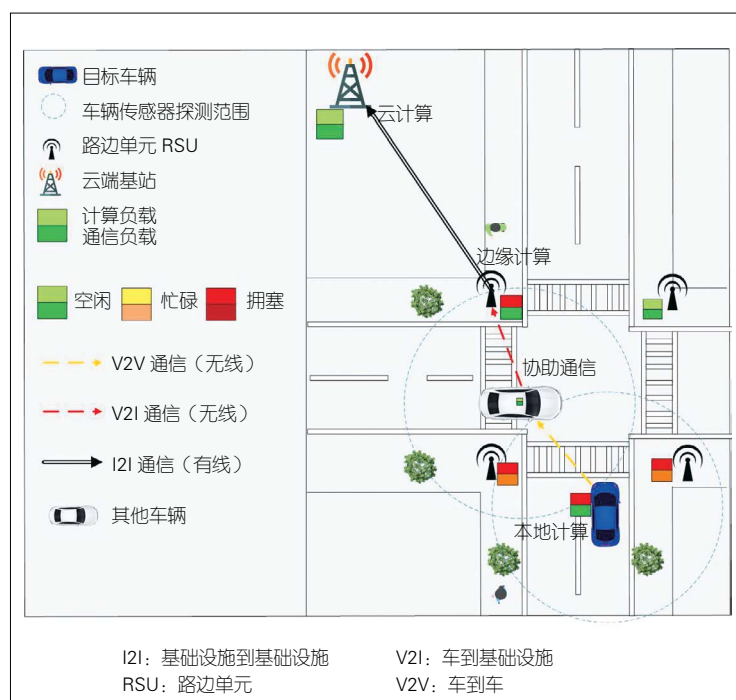 目标车辆
车辆传感器探测范围
路边单元 RSU
云端基站
计算负载
通信负载
空闲 忙碌 拥塞
V2V 通信（无线）
V2I 通信（无线）
I2I 通信（有线）
其他车辆
云计算
边缘计算
协助通信
本地计算
I2I：基础设施到基础设施 V2I：车到基础设施
RSU：路边单元 V2V：车到车